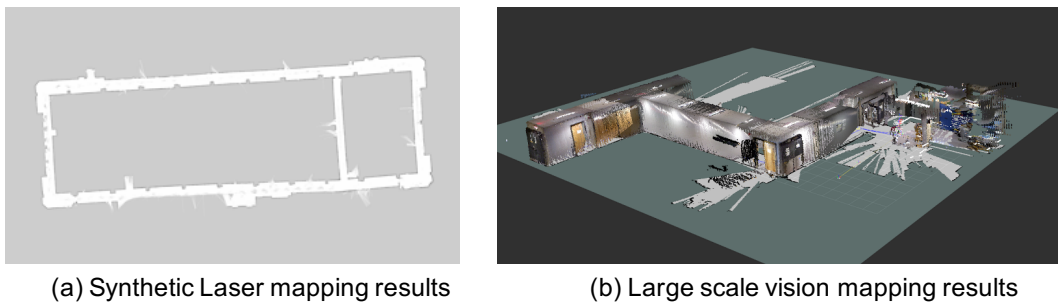 (a) Synthetic Laser mapping results
(b) Large scale vision mapping results